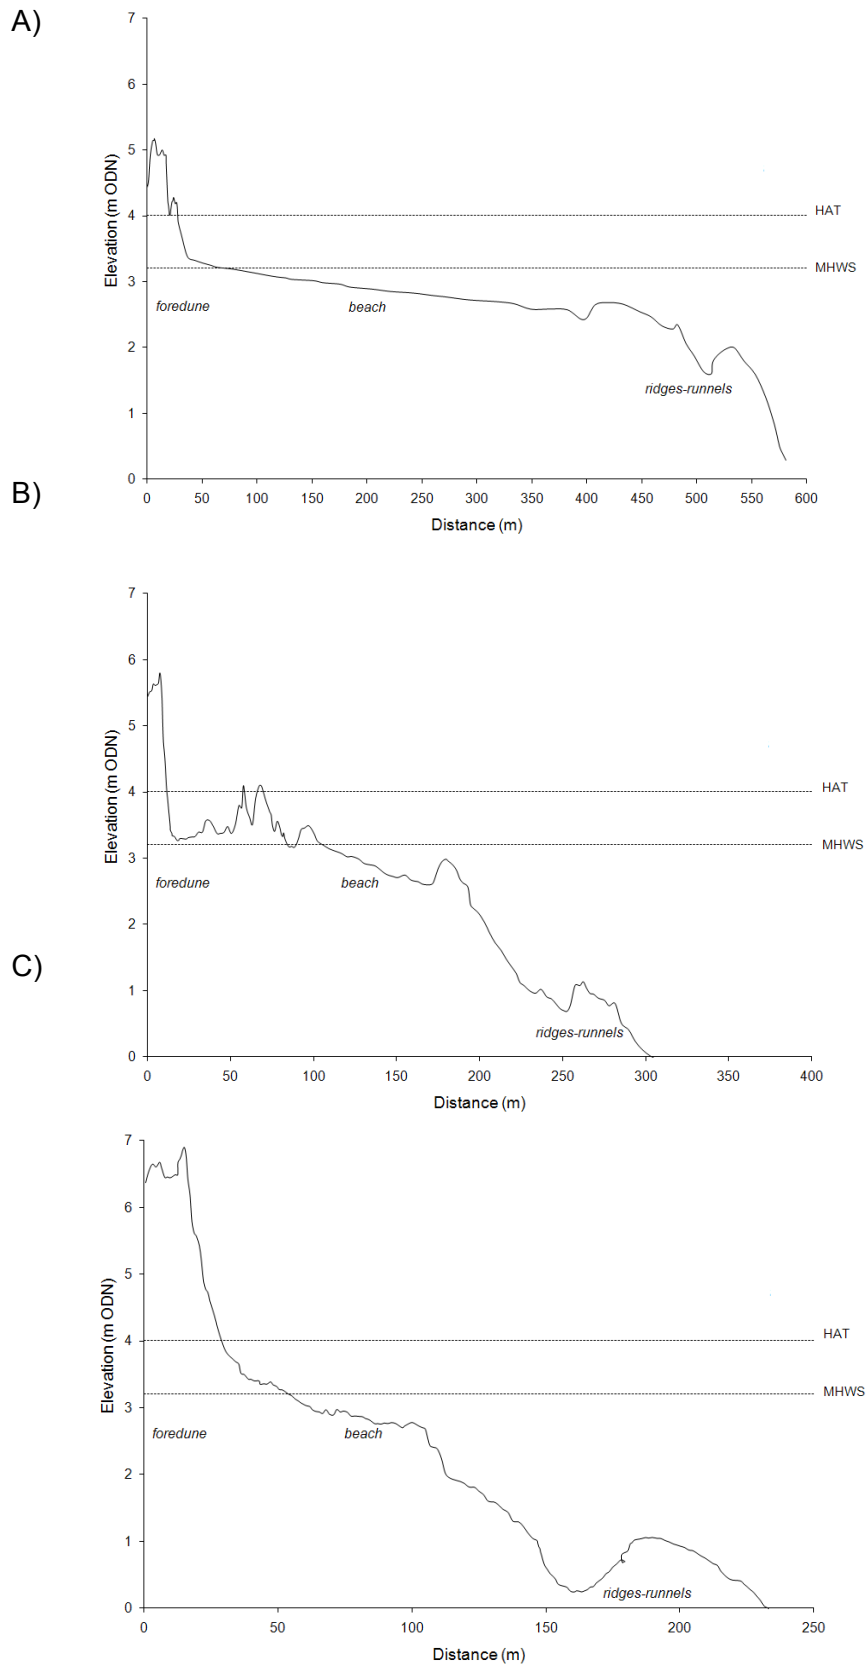 A)
7
6
5
4
3
2
1
0
Elevation (m ODN)
HAT
MHWS
foredune
beach
ridges-runnels
0 50 100 150 200 250 300 350 400 450 500 550 600
Distance (m)
B)
7
6
5
4
3
2
1
0
Elevation (m ODN)
HAT
MHWS
foredune
beach
ridges-runnels
0 50 100 150 200 250 300 350 400
Distance (m)
C)
7
6
5
4
3
2
1
0
Elevation (m ODN)
HAT
MHWS
foredune
beach
ridges-runnels
0 50 100 150 200 250
Distance (m)